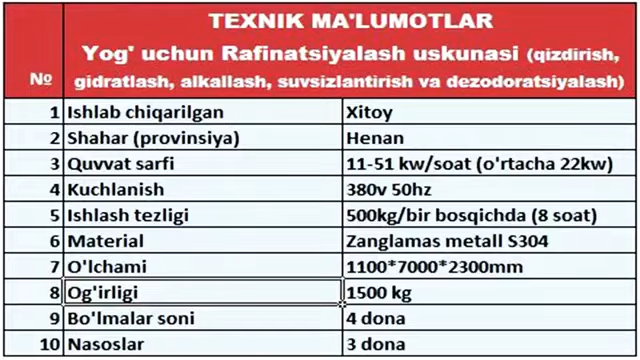 TEXNIK MA'LUMOTLAR
Yog' uchun Rafinatsiyalash uskunasi (qizdirish,
№ gidratlash, alkallash, suvsizlantirish va dezodoratsiyalash)
1 Ishlab chiqarilgan Xitoy
2 Shahar (provinsiya) Henan
3 Quvvat sarfi 11-51 kw/soat (o'rtacha 22kw)
4 Kuchlanish 380v 50hz
5 Ishlash tezligi 500kg/bir bosqichda (8 soat)
6 Material Zanglamas metall S304
7 O'lchami 1100*7000*2300mm
8 Og'irligi 1500 kg
9 Bo'lmalar soni 4 dona
10 Nasoslar 3 dona